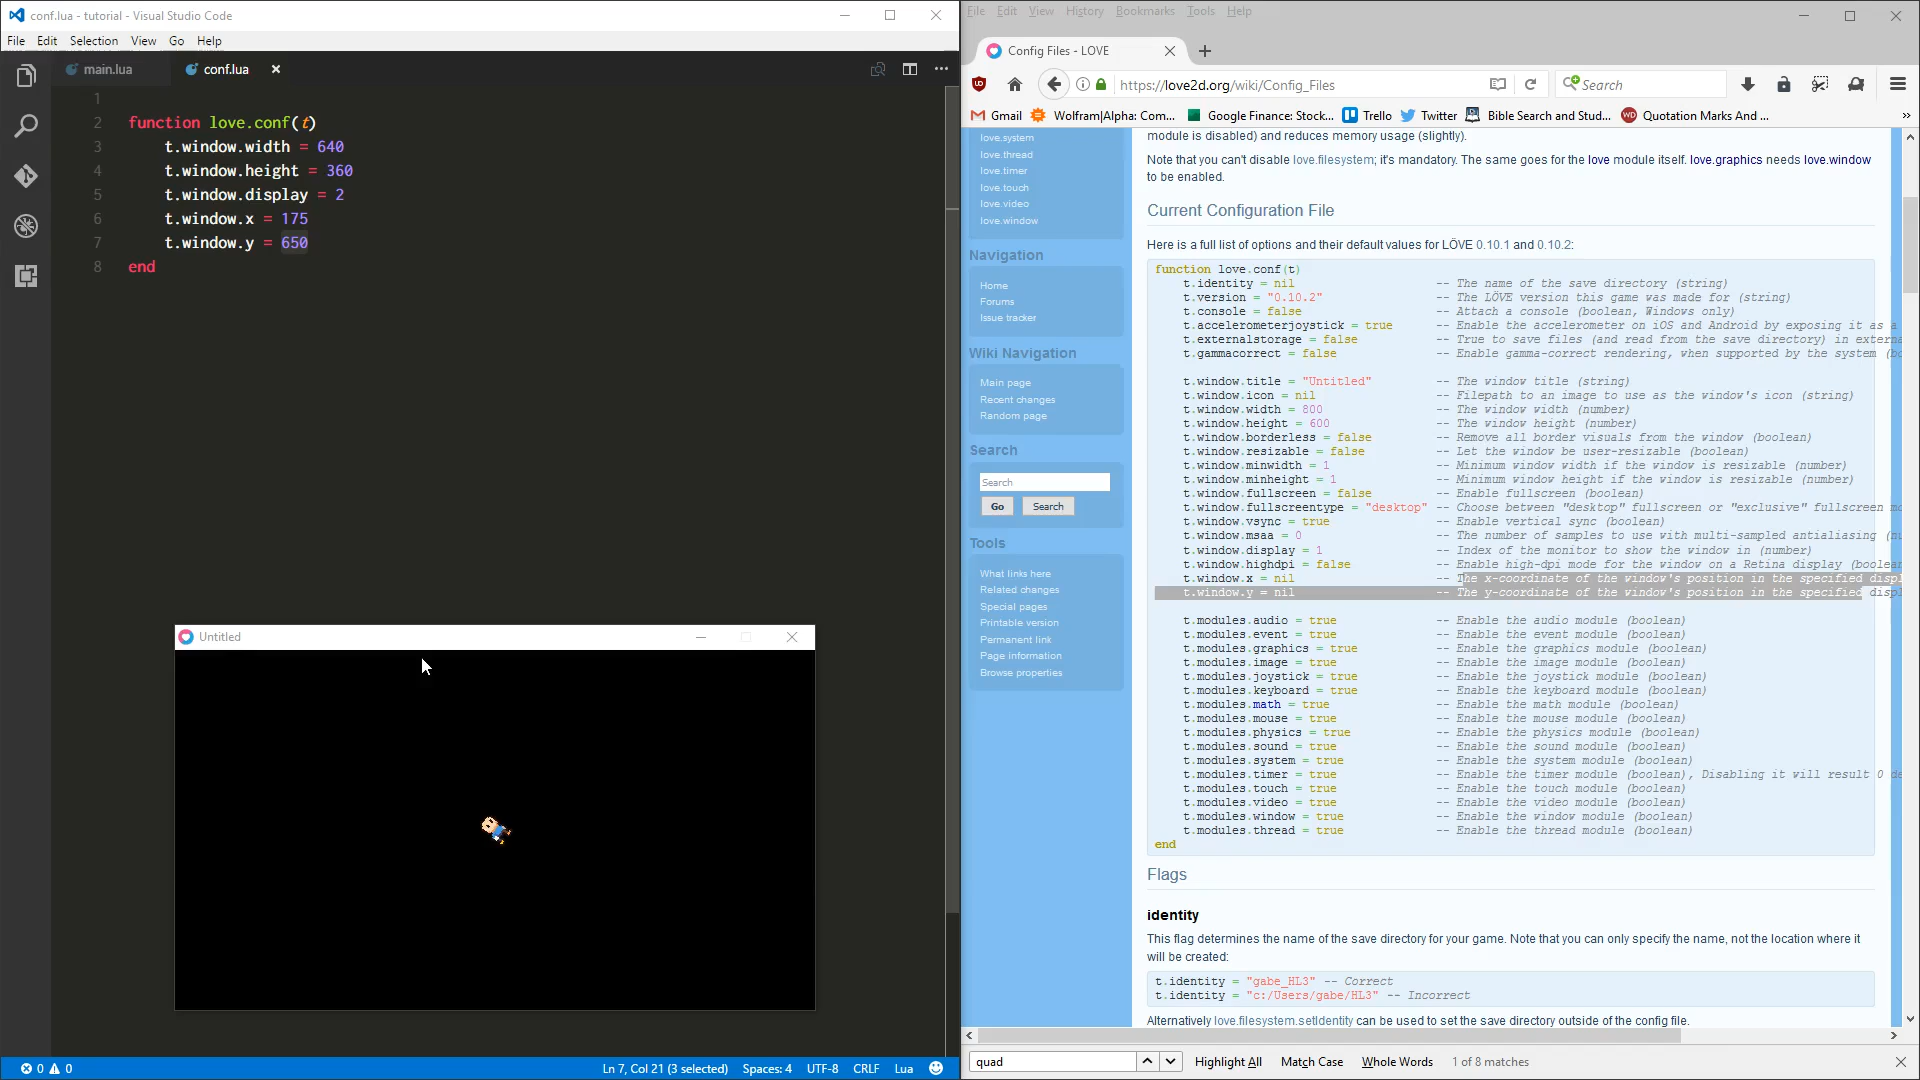 conf.lua - tutorial - Visual Studio Code
File Edit Selection View Go Help
main.lua conf.lua
1
2 function love.conf(t)
3 t.window.width = 640
4 t.window.height = 360
5 t.window.display = 2
6 t.window.x = 175
7 t.window.y = 650
8 end
Untitled
0 0 Ln 7, Col 21 (3 selected) Spaces: 4 UTF-8 CRLF Lua
File Edit View History Bookmarks Tools Help
Config Files - LOVE
https://love2d.org/wiki/Config_Files Search
Gmail Wolfram|Alpha: Com... Google Finance: Stock... Trello Twitter Bible Search and Stud... Quotation Marks And ... »
love.system
love.thread
love.timer
love.touch
love.video
love.window
Navigation
Home
Forums
Issue tracker
Wiki Navigation
Main page
Recent changes
Random page
Search
Search
Go Search
Tools
What links here
Related changes
Special pages
Printable version
Permanent link
Page information
Browse properties
module is disabled) and reduces memory usage (slightly).
Note that you can't disable love.filesystem; it's mandatory. The same goes for the love module itself. love.graphics needs love.window
to be enabled.
Current Configuration File
Here is a full list of options and their default values for LÖVE 0.10.1 and 0.10.2:
function love.conf(t)
t.identity = nil -- The name of the save directory (string)
t.version = "0.10.2" -- The LÖVE version this game was made for (string)
t.console = false -- Attach a console (boolean, Windows only)
t.accelerometerjoystick = true -- Enable the accelerometer on iOS and Android by exposing it as a
t.externalstorage = false -- True to save files (and read from the save directory) in extern
t.gammacorrect = false -- Enable gamma-correct rendering, when supported by the system (bo
t.window.title = "Untitled" -- The window title (string)
t.window.icon = nil -- Filepath to an image to use as the window's icon (string)
t.window.width = 800 -- The window width (number)
t.window.height = 600 -- The window height (number)
t.window.borderless = false -- Remove all border visuals from the window (boolean)
t.window.resizable = false -- Let the window be user-resizable (boolean)
t.window.minwidth = 1 -- Minimum window width if the window is resizable (number)
t.window.minheight = 1 -- Minimum window height if the window is resizable (number)
t.window.fullscreen = false -- Enable fullscreen (boolean)
t.window.fullscreentype = "desktop" -- Choose between "desktop" fullscreen or "exclusive" fullscreen mo
t.window.vsync = true -- Enable vertical sync (boolean)
t.window.msaa = 0 -- The number of samples to use with multi-sampled antialiasing (nu
t.window.display = 1 -- Index of the monitor to show the window in (number)
t.window.highdpi = false -- Enable high-dpi mode for the window on a Retina display (boolean
t.window.x = nil -- The x-coordinate of the window's position in the specified displ
t.window.y = nil -- The y-coordinate of the window's position in the specified displ
t.modules.audio = true -- Enable the audio module (boolean)
t.modules.event = true -- Enable the event module (boolean)
t.modules.graphics = true -- Enable the graphics module (boolean)
t.modules.image = true -- Enable the image module (boolean)
t.modules.joystick = true -- Enable the joystick module (boolean)
t.modules.keyboard = true -- Enable the keyboard module (boolean)
t.modules.math = true -- Enable the math module (boolean)
t.modules.mouse = true -- Enable the mouse module (boolean)
t.modules.physics = true -- Enable the physics module (boolean)
t.modules.sound = true -- Enable the sound module (boolean)
t.modules.system = true -- Enable the system module (boolean)
t.modules.timer = true -- Enable the timer module (boolean), Disabling it will result 0 de
t.modules.touch = true -- Enable the touch module (boolean)
t.modules.video = true -- Enable the video module (boolean)
t.modules.window = true -- Enable the window module (boolean)
t.modules.thread = true -- Enable the thread module (boolean)
end
Flags
identity
This flag determines the name of the save directory for your game. Note that you can only specify the name, not the location where it
will be created:
t.identity = "gabe_HL3" -- Correct
t.identity = "c:/Users/gabe/HL3" -- Incorrect
Alternatively love.filesystem.setIdentity can be used to set the save directory outside of the config file.
quad Highlight All Match Case Whole Words 1 of 8 matches